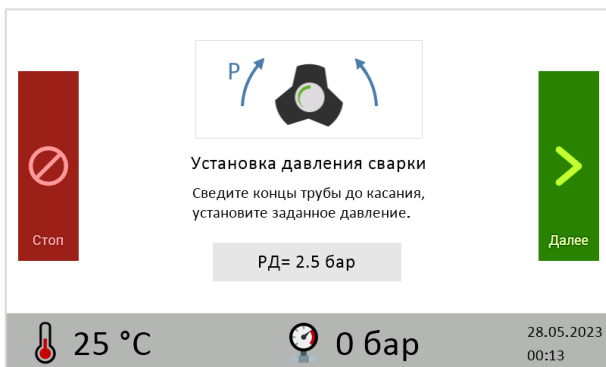 P
Установка давления сварки
Сведите концы трубы до касания,
установите заданное давление.
РД= 2.5 бар
Стоп
Далее
25 °C
0 бар
28.05.2023
00:13